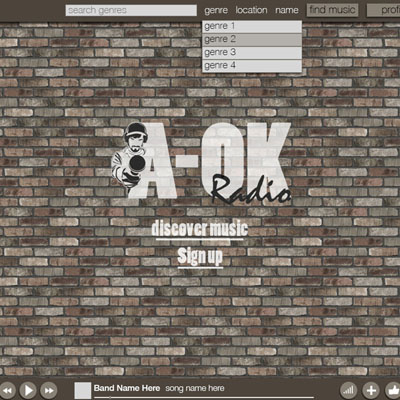 search genres genre location name find music profi
genre 1
genre 2
genre 3
genre 4
A-OK
Radio
discover music
Sign up
Band Name Here song name here